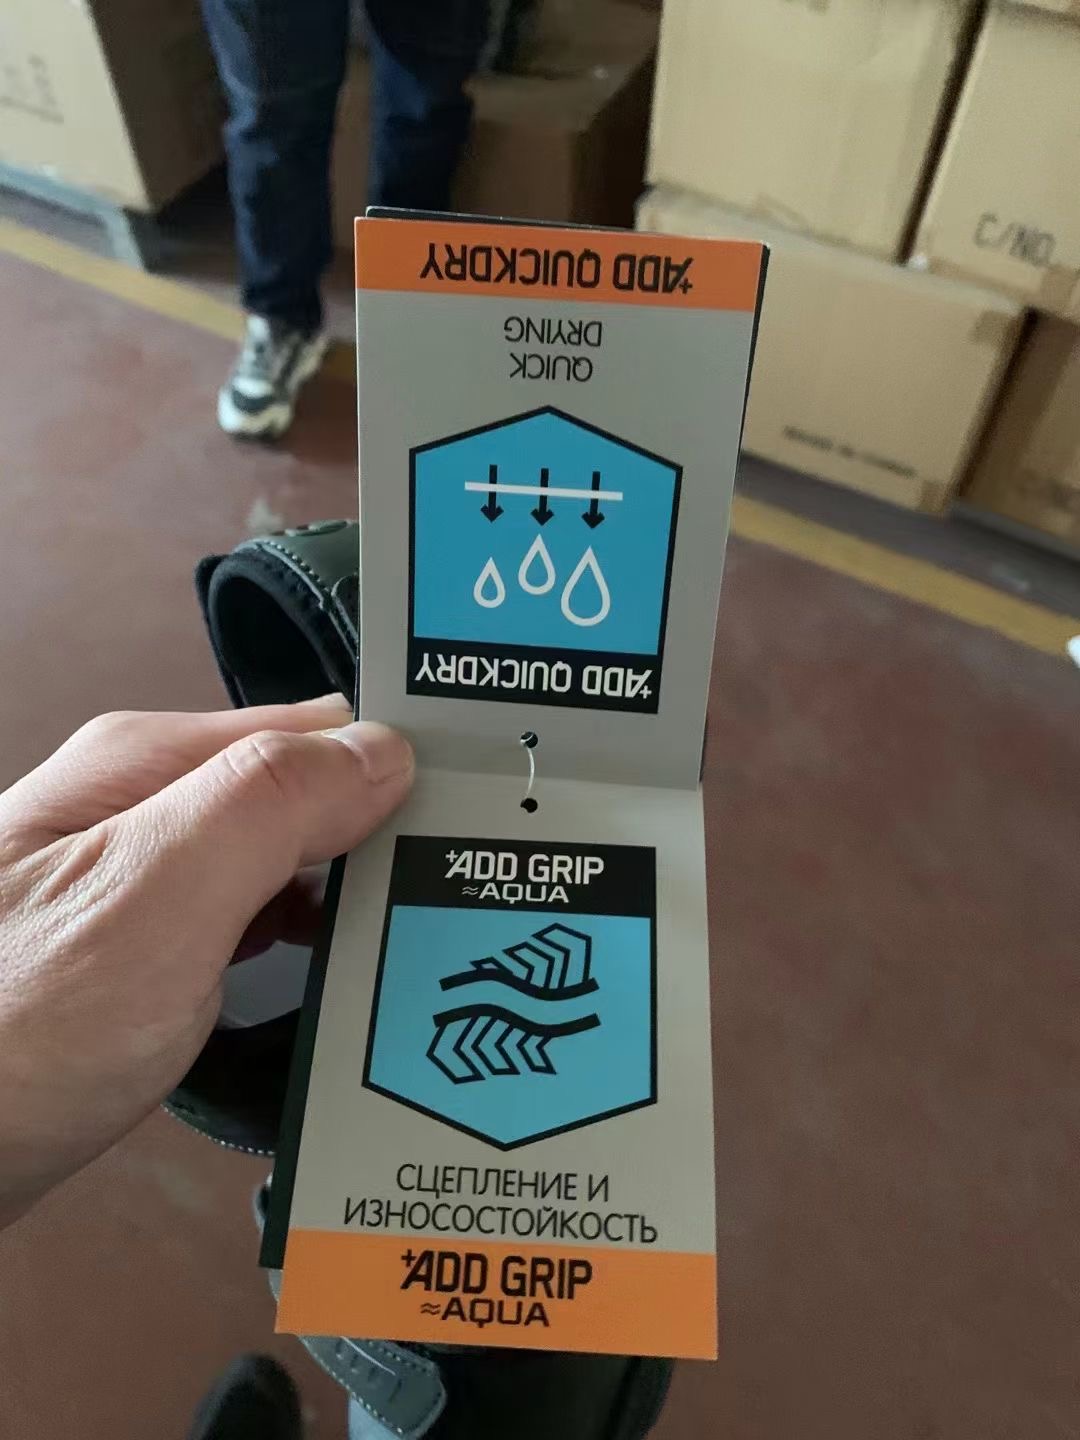 +ADD QUICKDRY
QUICK
DRYING
+ADD QUICKDRY
+ADD GRIP
≈AQUA
СЦЕПЛЕНИЕ И
ИЗНОСОСТОЙКОСТЬ
+ADD GRIP
≈AQUA
C/NO.